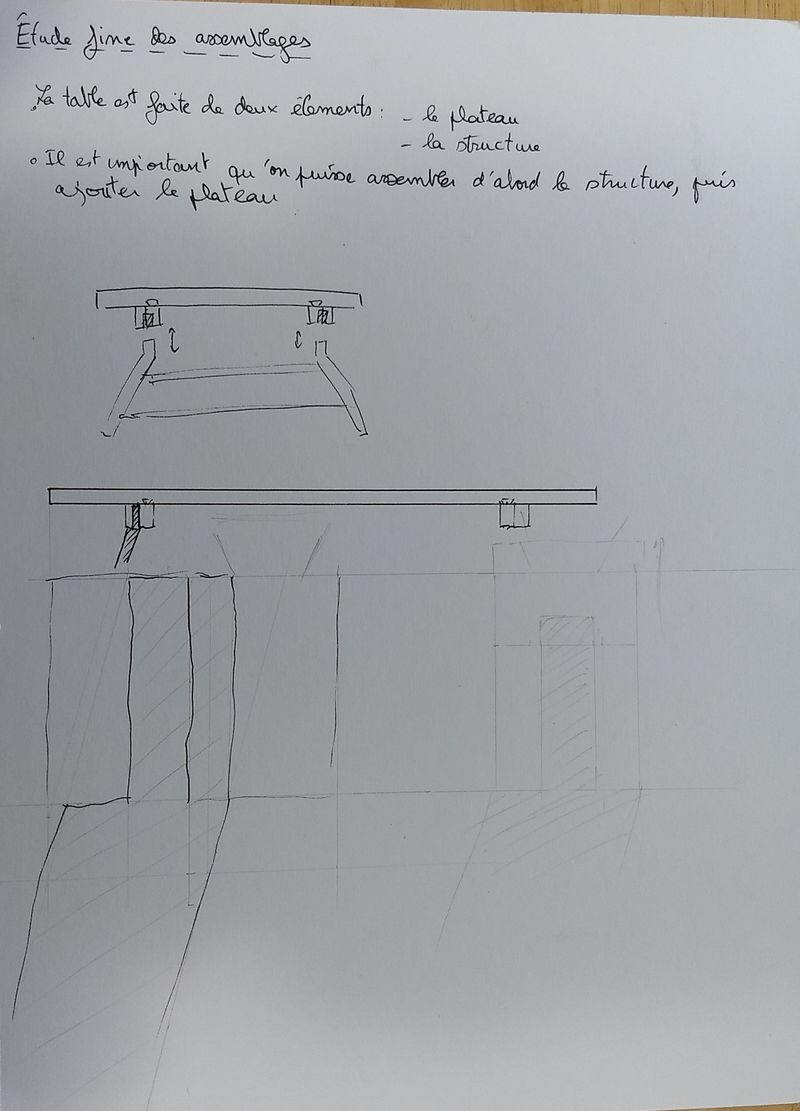 Étude fine des assemblages
La table est faite de deux éléments : - le plateau
- la structure
◦ Il est important qu'on puisse assembler d'abord la structure, puis
ajouter le plateau